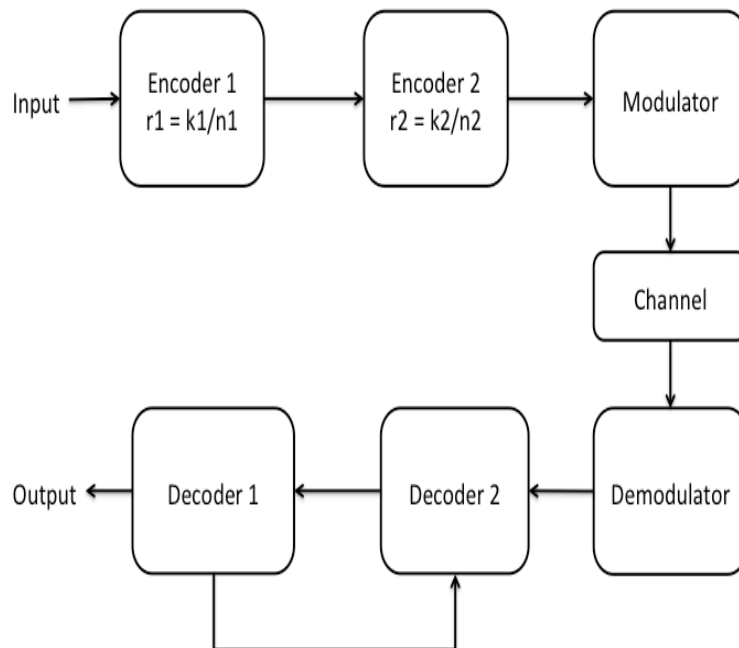 Input
Encoder 1
r1 = k1/n1
Encoder 2
r2 = k2/n2
Modulator
Channel
Output
Decoder 1
Decoder 2
Demodulator